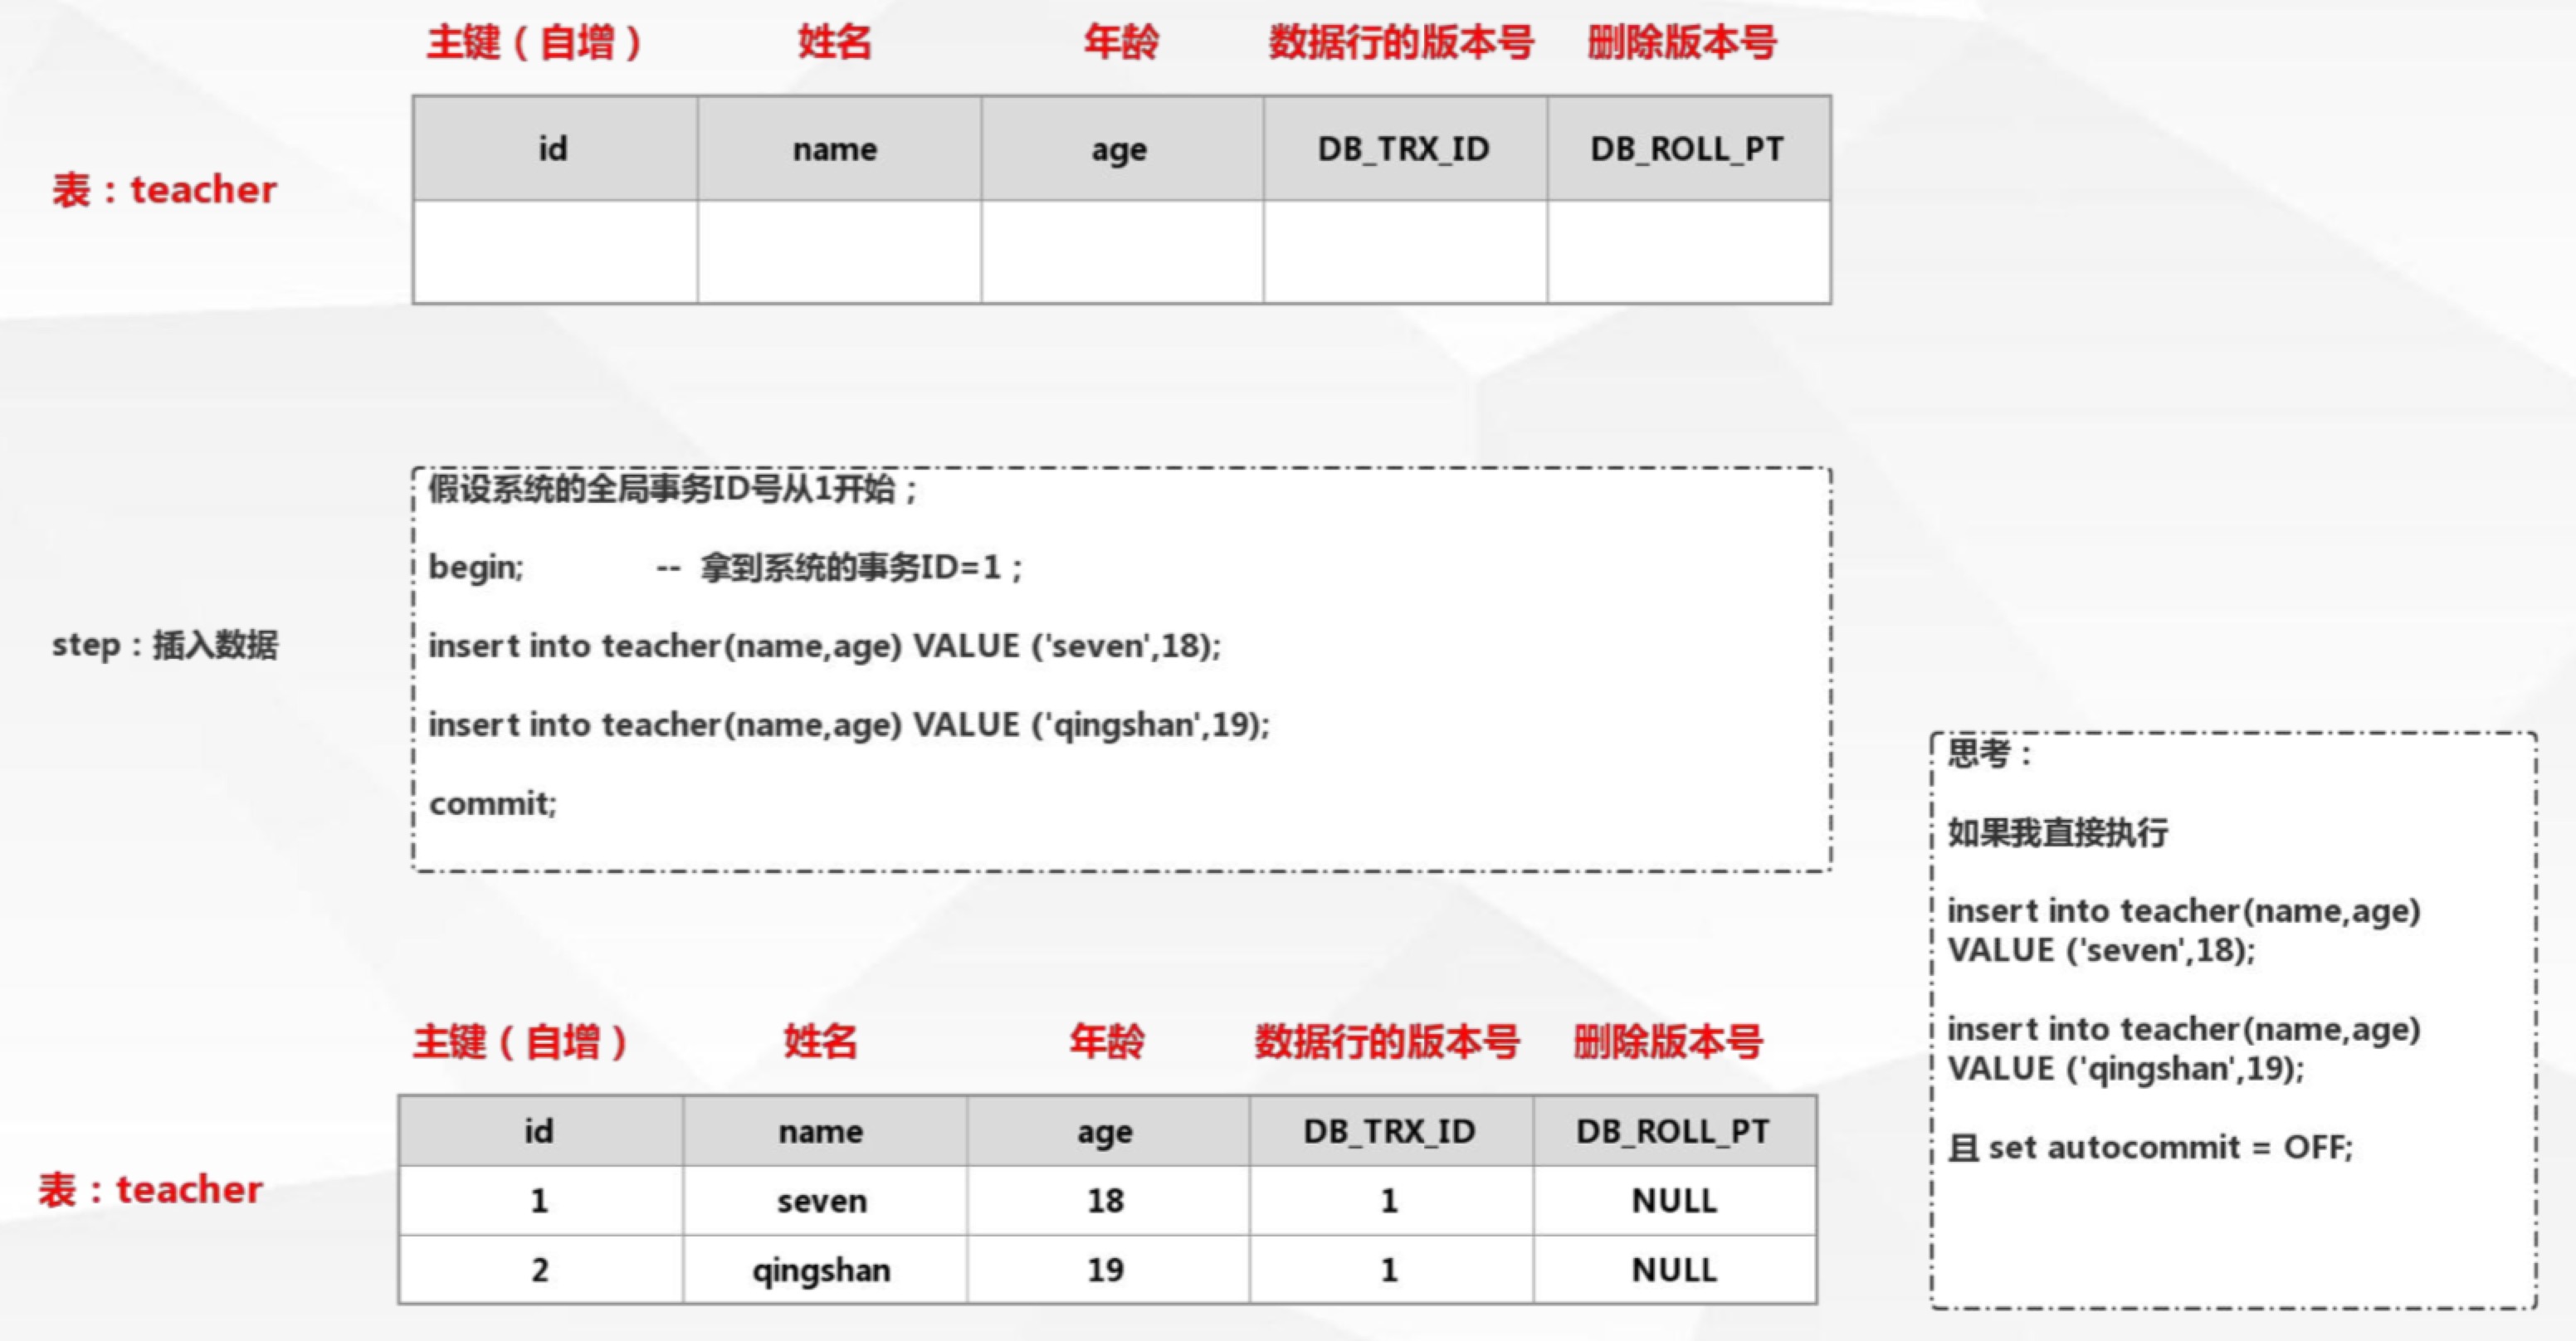 主键（自增） 姓名 年龄 数据行的版本号 删除版本号
id name age DB_TRX_ID DB_ROLL_PT
表：teacher
假设系统的全局事务ID号从1开始；
begin; -- 拿到系统的事务ID=1；
step：插入数据
insert into teacher(name,age) VALUE ('seven',18);
insert into teacher(name,age) VALUE ('qingshan',19);
commit;
思考：
如果我直接执行
insert into teacher(name,age)
VALUE ('seven',18);
insert into teacher(name,age)
VALUE ('qingshan',19);
且 set autocommit = OFF;
主键（自增） 姓名 年龄 数据行的版本号 删除版本号
id name age DB_TRX_ID DB_ROLL_PT
表：teacher
1 seven 18 1 NULL
2 qingshan 19 1 NULL